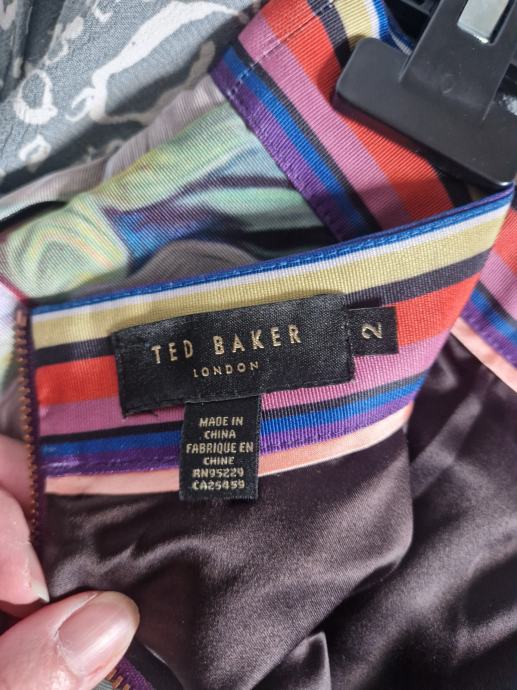 TED BAKER
LONDON
2
MADE IN
CHINA
FABRIQUE EN
CHINE
RN95229
CA25459